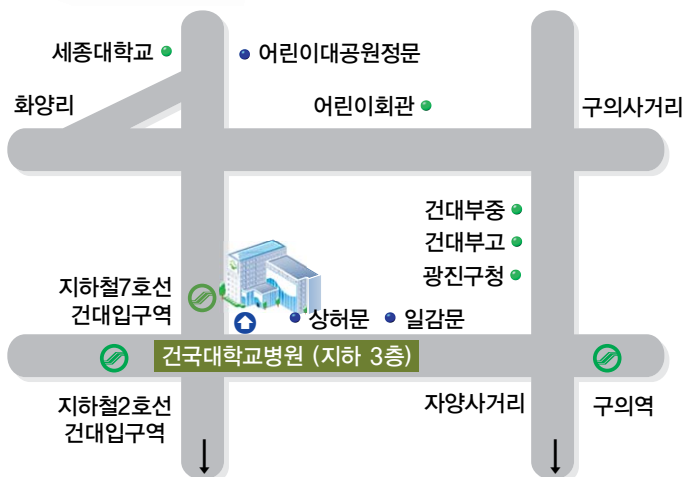 세종대학교
어린이대공원정문
화양리
어린이회관
구의사거리
건대부중
건대부고
광진구청
지하철7호선
건대입구역
상허문
일감문
건국대학교병원 (지하 3층)
지하철2호선
건대입구역
자양사거리
구의역